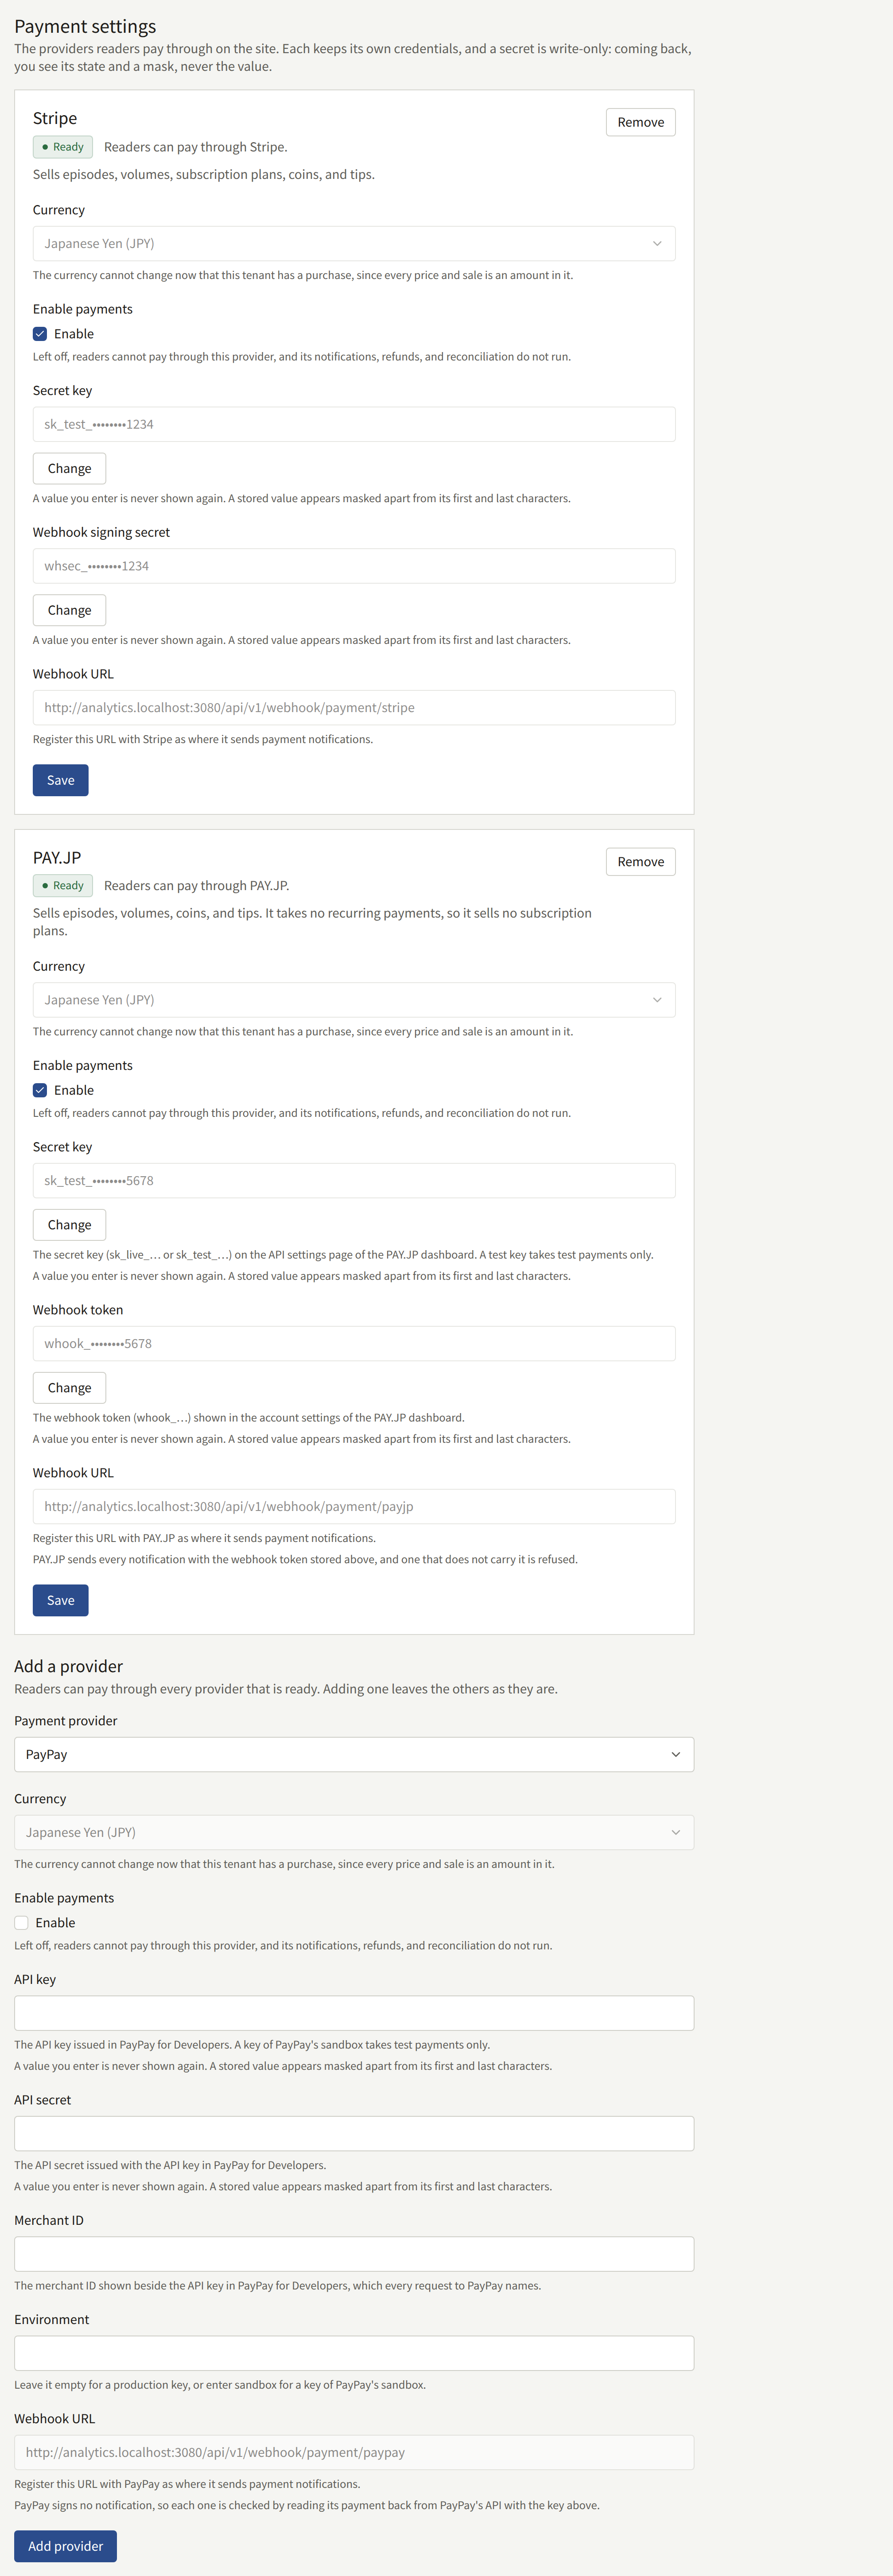 Payment settings
The providers readers pay through on the site. Each keeps its own credentials, and a secret is write-only: coming back,
you see its state and a mask, never the value.
Stripe
Remove
Ready
Readers can pay through Stripe.
Sells episodes, volumes, subscription plans, coins, and tips.
Currency
Japanese Yen (JPY)
The currency cannot change now that this tenant has a purchase, since every price and sale is an amount in it.
Enable payments
Enable
Left off, readers cannot pay through this provider, and its notifications, refunds, and reconciliation do not run.
Secret key
sk_test_••••••••1234
Change
A value you enter is never shown again. A stored value appears masked apart from its first and last characters.
Webhook signing secret
whsec_••••••••1234
Change
A value you enter is never shown again. A stored value appears masked apart from its first and last characters.
Webhook URL
http://analytics.localhost:3080/api/v1/webhook/payment/stripe
Register this URL with Stripe as where it sends payment notifications.
Save
PAY.JP
Remove
Ready
Readers can pay through PAY.JP.
Sells episodes, volumes, coins, and tips. It takes no recurring payments, so it sells no subscription
plans.
Currency
Japanese Yen (JPY)
The currency cannot change now that this tenant has a purchase, since every price and sale is an amount in it.
Enable payments
Enable
Left off, readers cannot pay through this provider, and its notifications, refunds, and reconciliation do not run.
Secret key
sk_test_••••••••5678
Change
The secret key (sk_live_… or sk_test_…) on the API settings page of the PAY.JP dashboard. A test key takes test payments only.
A value you enter is never shown again. A stored value appears masked apart from its first and last characters.
Webhook token
whook_••••••••5678
Change
The webhook token (whook_…) shown in the account settings of the PAY.JP dashboard.
A value you enter is never shown again. A stored value appears masked apart from its first and last characters.
Webhook URL
http://analytics.localhost:3080/api/v1/webhook/payment/payjp
Register this URL with PAY.JP as where it sends payment notifications.
PAY.JP sends every notification with the webhook token stored above, and one that does not carry it is refused.
Save
Add a provider
Readers can pay through every provider that is ready. Adding one leaves the others as they are.
Payment provider
PayPay
Currency
Japanese Yen (JPY)
The currency cannot change now that this tenant has a purchase, since every price and sale is an amount in it.
Enable payments
Enable
Left off, readers cannot pay through this provider, and its notifications, refunds, and reconciliation do not run.
API key
The API key issued in PayPay for Developers. A key of PayPay's sandbox takes test payments only.
A value you enter is never shown again. A stored value appears masked apart from its first and last characters.
API secret
The API secret issued with the API key in PayPay for Developers.
A value you enter is never shown again. A stored value appears masked apart from its first and last characters.
Merchant ID
The merchant ID shown beside the API key in PayPay for Developers, which every request to PayPay names.
Environment
Leave it empty for a production key, or enter sandbox for a key of PayPay's sandbox.
Webhook URL
http://analytics.localhost:3080/api/v1/webhook/payment/paypay
Register this URL with PayPay as where it sends payment notifications.
PayPay signs no notification, so each one is checked by reading its payment back from PayPay's API with the key above.
Add provider